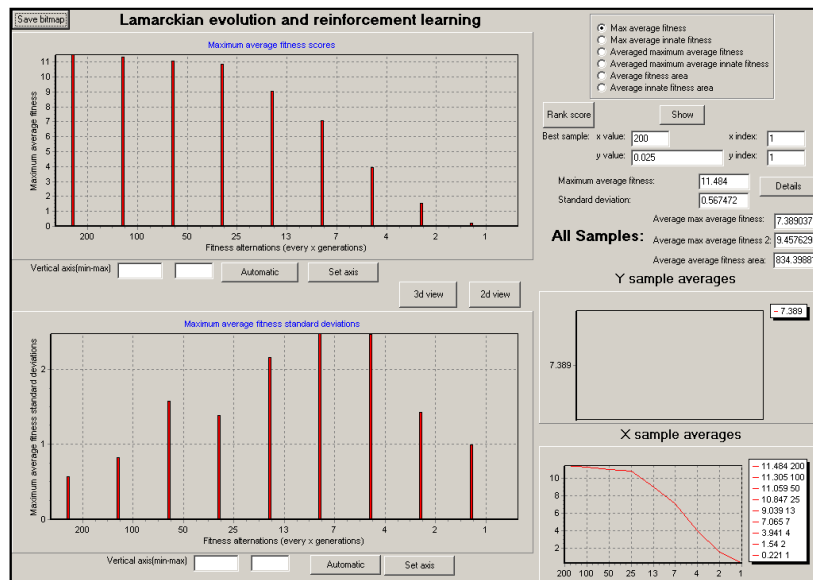 Save bitmap
Lamarckian evolution and reinforcement learning
Maximum average fitness scores
Maximum average fitness
11
10
9
8
7
6
5
4
3
2
1
0
200 100 50 25 13 7 4 2 1
Fitness alternations (every x generations)
Vertical axis(min-max)
Automatic
Set axis
3d view
2d view
Maximum average fitness standard deviations
Maximum average fitness standard deviations
2
1
0
200 100 50 25 13 7 4 2 1
Fitness alternations (every x generations)
Vertical axis(min-max)
Automatic
Set axis
Max average fitness
Max average innate fitness
Averaged maximum average fitness
Averaged maximum average innate fitness
Average fitness area
Average innate fitness area
Rank score
Show
Best sample: x value: 200 x index: 1
y value: 0.025 y index: 1
Maximum average fitness: 11.484
Details
Standard deviation: 0.567472
All Samples:
Average max average fitness: 7.389037
Average max average fitness 2: 9.457629
Average average fitness area: 834.3988
Y sample averages
7.389
7.389
X sample averages
10
8
6
4
2
200 100 50 25 13 7 4 2 1
11.484 200
11.305 100
11.059 50
10.847 25
9.039 13
7.065 7
3.941 4
1.54 2
0.221 1